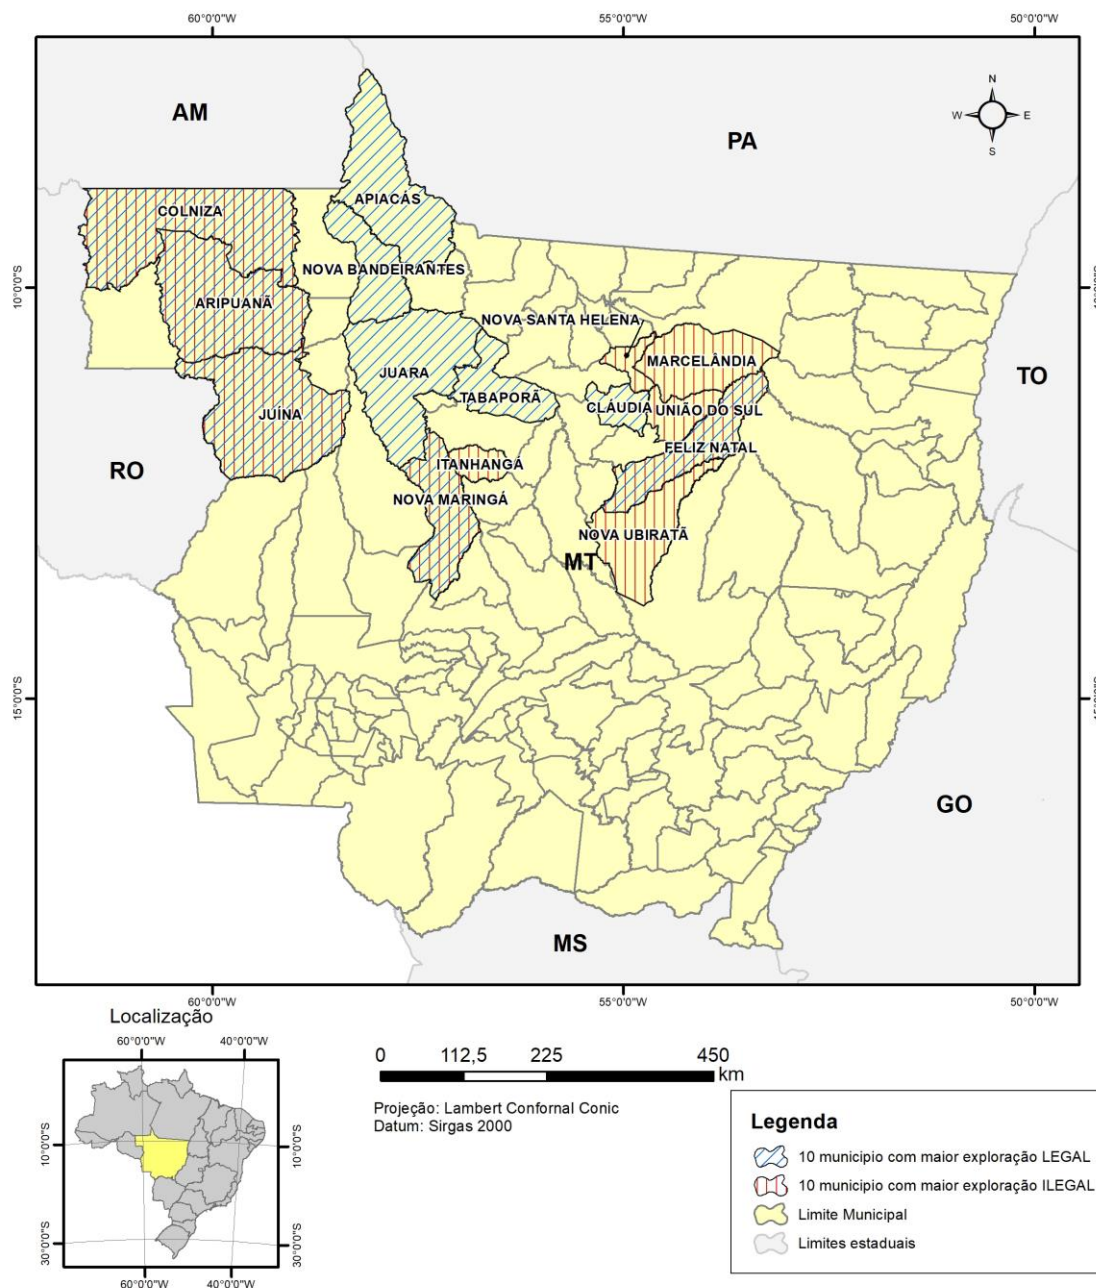 60°0'0"W 55°0'0"W 50°0'0"W
AM
PA
N
W E
S
APIACÁS
COLNIZA
NOVA BANDEIRANTES
10°0'0"S
ARIPUANÃ
NOVA SANTA HELENA
MARCELÂNDIA
TO
JUARA
TABAPORÃ
CLÁUDIA
UNIÃO DO SUL
JUÍNA
FELIZ NATAL
RO
ITANHANGÁ
NOVA MARINGÁ
NOVA UBIRATÃ
MT
15°0'0"S
GO
MS
60°0'0"W 55°0'0"W 50°0'0"W
Localização
60°0'0"W 40°0'0"W
10°0'0"S 10°0'0"S
30°0'0"S 30°0'0"S
60°0'0"W 40°0'0"W
0 112,5 225 450
km
Projeção: Lambert Confornal Conic
Datum: Sirgas 2000
Legenda
10 municipio com maior exploração LEGAL
10 municipio com maior exploração ILEGAL
Limite Municipal
Limites estaduais